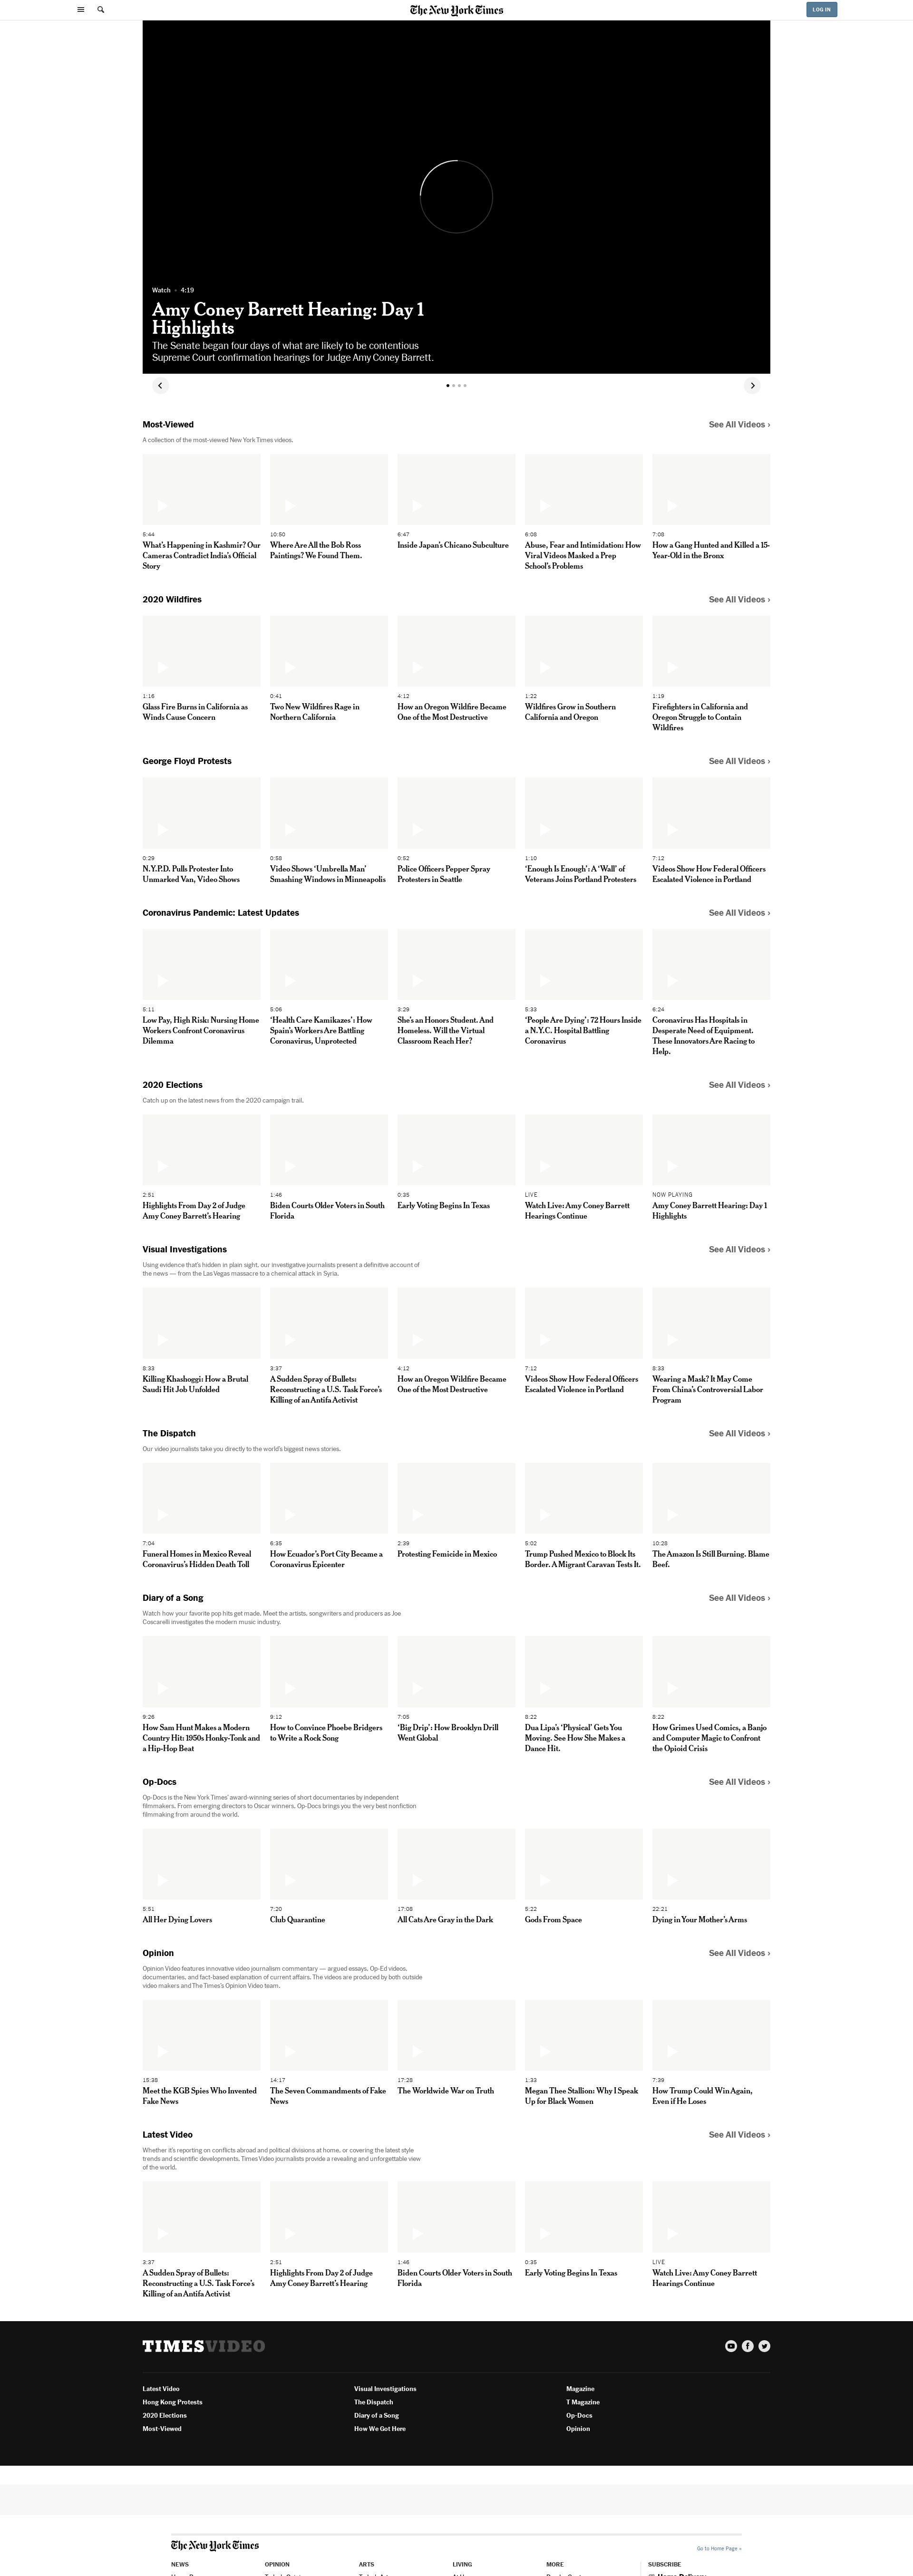 The New York Times
LOG IN
Watch 4:19
Amy Coney Barrett Hearing: Day 1
Highlights
The Senate began four days of what are likely to be contentious
Supreme Court confirmation hearings for Judge Amy Coney Barrett.
Most-Viewed
See All Videos ›
A collection of the most-viewed New York Times videos.
5:44
What's Happening in Kashmir? Our
Cameras Contradict India's Official
Story
10:50
Where Are All the Bob Ross
Paintings? We Found Them.
6:47
Inside Japan's Chicano Subculture
6:08
Abuse, Fear and Intimidation: How
Viral Videos Masked a Prep
School's Problems
7:08
How a Gang Hunted and Killed a 15-
Year-Old in the Bronx
2020 Wildfires
See All Videos ›
1:16
Glass Fire Burns in California as
Winds Cause Concern
0:41
Two New Wildfires Rage in
Northern California
4:12
How an Oregon Wildfire Became
One of the Most Destructive
1:22
Wildfires Grow in Southern
California and Oregon
1:19
Firefighters in California and
Oregon Struggle to Contain
Wildfires
George Floyd Protests
See All Videos ›
0:29
N.Y.P.D. Pulls Protester Into
Unmarked Van, Video Shows
0:58
Video Shows 'Umbrella Man'
Smashing Windows in Minneapolis
0:52
Police Officers Pepper Spray
Protesters in Seattle
1:10
'Enough Is Enough': A 'Wall' of
Veterans Joins Portland Protesters
7:12
Videos Show How Federal Officers
Escalated Violence in Portland
Coronavirus Pandemic: Latest Updates
See All Videos ›
5:11
Low Pay, High Risk: Nursing Home
Workers Confront Coronavirus
Dilemma
5:06
'Health Care Kamikazes': How
Spain's Workers Are Battling
Coronavirus, Unprotected
3:29
She's an Honors Student. And
Homeless. Will the Virtual
Classroom Reach Her?
5:33
'People Are Dying': 72 Hours Inside
a N.Y.C. Hospital Battling
Coronavirus
6:24
Coronavirus Has Hospitals in
Desperate Need of Equipment.
These Innovators Are Racing to
Help.
2020 Elections
See All Videos ›
Catch up on the latest news from the 2020 campaign trail.
2:51
Highlights From Day 2 of Judge
Amy Coney Barrett's Hearing
1:46
Biden Courts Older Voters in South
Florida
0:35
Early Voting Begins In Texas
LIVE
Watch Live: Amy Coney Barrett
Hearings Continue
NOW PLAYING
Amy Coney Barrett Hearing: Day 1
Highlights
Visual Investigations
See All Videos ›
Using evidence that's hidden in plain sight, our investigative journalists present a definitive account of
the news — from the Las Vegas massacre to a chemical attack in Syria.
8:33
Killing Khashoggi: How a Brutal
Saudi Hit Job Unfolded
3:37
A Sudden Spray of Bullets:
Reconstructing a U.S. Task Force's
Killing of an Antifa Activist
4:12
How an Oregon Wildfire Became
One of the Most Destructive
7:12
Videos Show How Federal Officers
Escalated Violence in Portland
8:33
Wearing a Mask? It May Come
From China's Controversial Labor
Program
The Dispatch
See All Videos ›
Our video journalists take you directly to the world's biggest news stories.
7:04
Funeral Homes in Mexico Reveal
Coronavirus's Hidden Death Toll
6:35
How Ecuador's Port City Became a
Coronavirus Epicenter
2:39
Protesting Femicide in Mexico
5:02
Trump Pushed Mexico to Block Its
Border. A Migrant Caravan Tests It.
10:28
The Amazon Is Still Burning. Blame
Beef.
Diary of a Song
See All Videos ›
Watch how your favorite pop hits get made. Meet the artists, songwriters and producers as Joe
Coscarelli investigates the modern music industry.
9:26
How Sam Hunt Makes a Modern
Country Hit: 1950s Honky-Tonk and
a Hip-Hop Beat
9:12
How to Convince Phoebe Bridgers
to Write a Rock Song
7:05
'Big Drip': How Brooklyn Drill
Went Global
8:22
Dua Lipa's 'Physical' Gets You
Moving. See How She Makes a
Dance Hit.
8:22
How Grimes Used Comics, a Banjo
and Computer Magic to Confront
the Opioid Crisis
Op-Docs
See All Videos ›
Op-Docs is the New York Times' award-winning series of short documentaries by independent
filmmakers. From emerging directors to Oscar winners, Op-Docs brings you the very best nonfiction
filmmaking from around the world.
5:51
All Her Dying Lovers
7:20
Club Quarantine
17:08
All Cats Are Gray in the Dark
5:22
Gods From Space
22:21
Dying in Your Mother's Arms
Opinion
See All Videos ›
Opinion Video features innovative video journalism commentary — argued essays, Op-Ed videos,
documentaries, and fact-based explanation of current affairs. The videos are produced by both outside
video makers and The Times's Opinion Video team.
15:38
Meet the KGB Spies Who Invented
Fake News
14:17
The Seven Commandments of Fake
News
17:28
The Worldwide War on Truth
1:33
Megan Thee Stallion: Why I Speak
Up for Black Women
7:39
How Trump Could Win Again,
Even if He Loses
Latest Video
See All Videos ›
Whether it's reporting on conflicts abroad and political divisions at home, or covering the latest style
trends and scientific developments, Times Video journalists provide a revealing and unforgettable view
of the world.
3:37
A Sudden Spray of Bullets:
Reconstructing a U.S. Task Force's
Killing of an Antifa Activist
2:51
Highlights From Day 2 of Judge
Amy Coney Barrett's Hearing
1:46
Biden Courts Older Voters in South
Florida
0:35
Early Voting Begins In Texas
LIVE
Watch Live: Amy Coney Barrett
Hearings Continue
TIMESVIDEO
Latest Video
Hong Kong Protests
2020 Elections
Most-Viewed
Visual Investigations
The Dispatch
Diary of a Song
How We Got Here
Magazine
T Magazine
Op-Docs
Opinion
The New York Times
Go to Home Page »
NEWS
OPINION
ARTS
LIVING
MORE
SUBSCRIBE